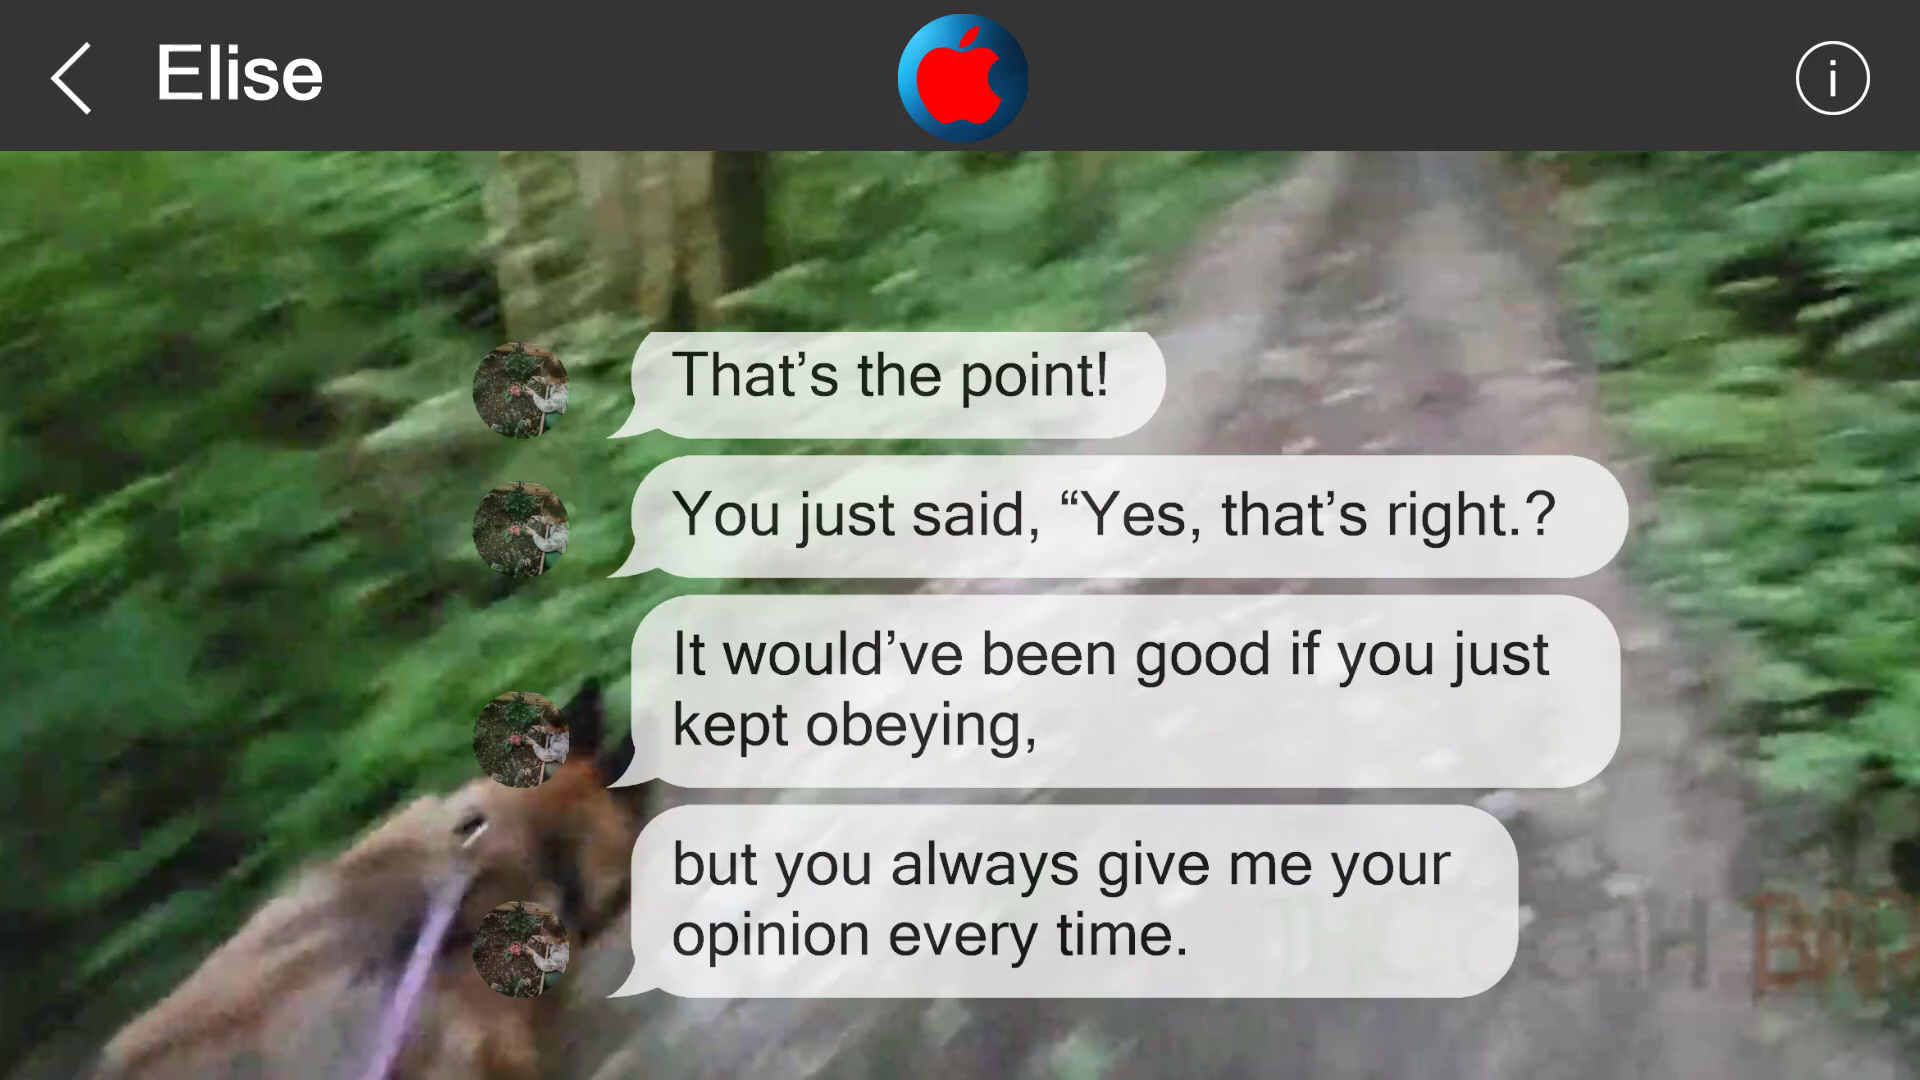 Elise
That’s the point!
You just said, “Yes, that’s right.?
It would’ve been good if you just
kept obeying,
but you always give me your
opinion every time.